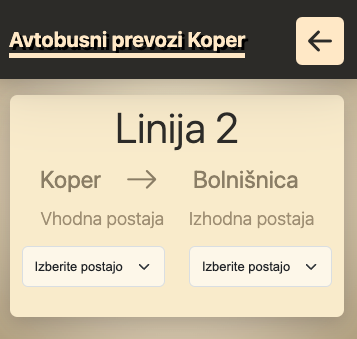 Avtobusni prevozi Koper
Linija 2
Koper → Bolnišnica
Vhodna postaja Izhodna postaja
Izberite postajo Izberite postajo